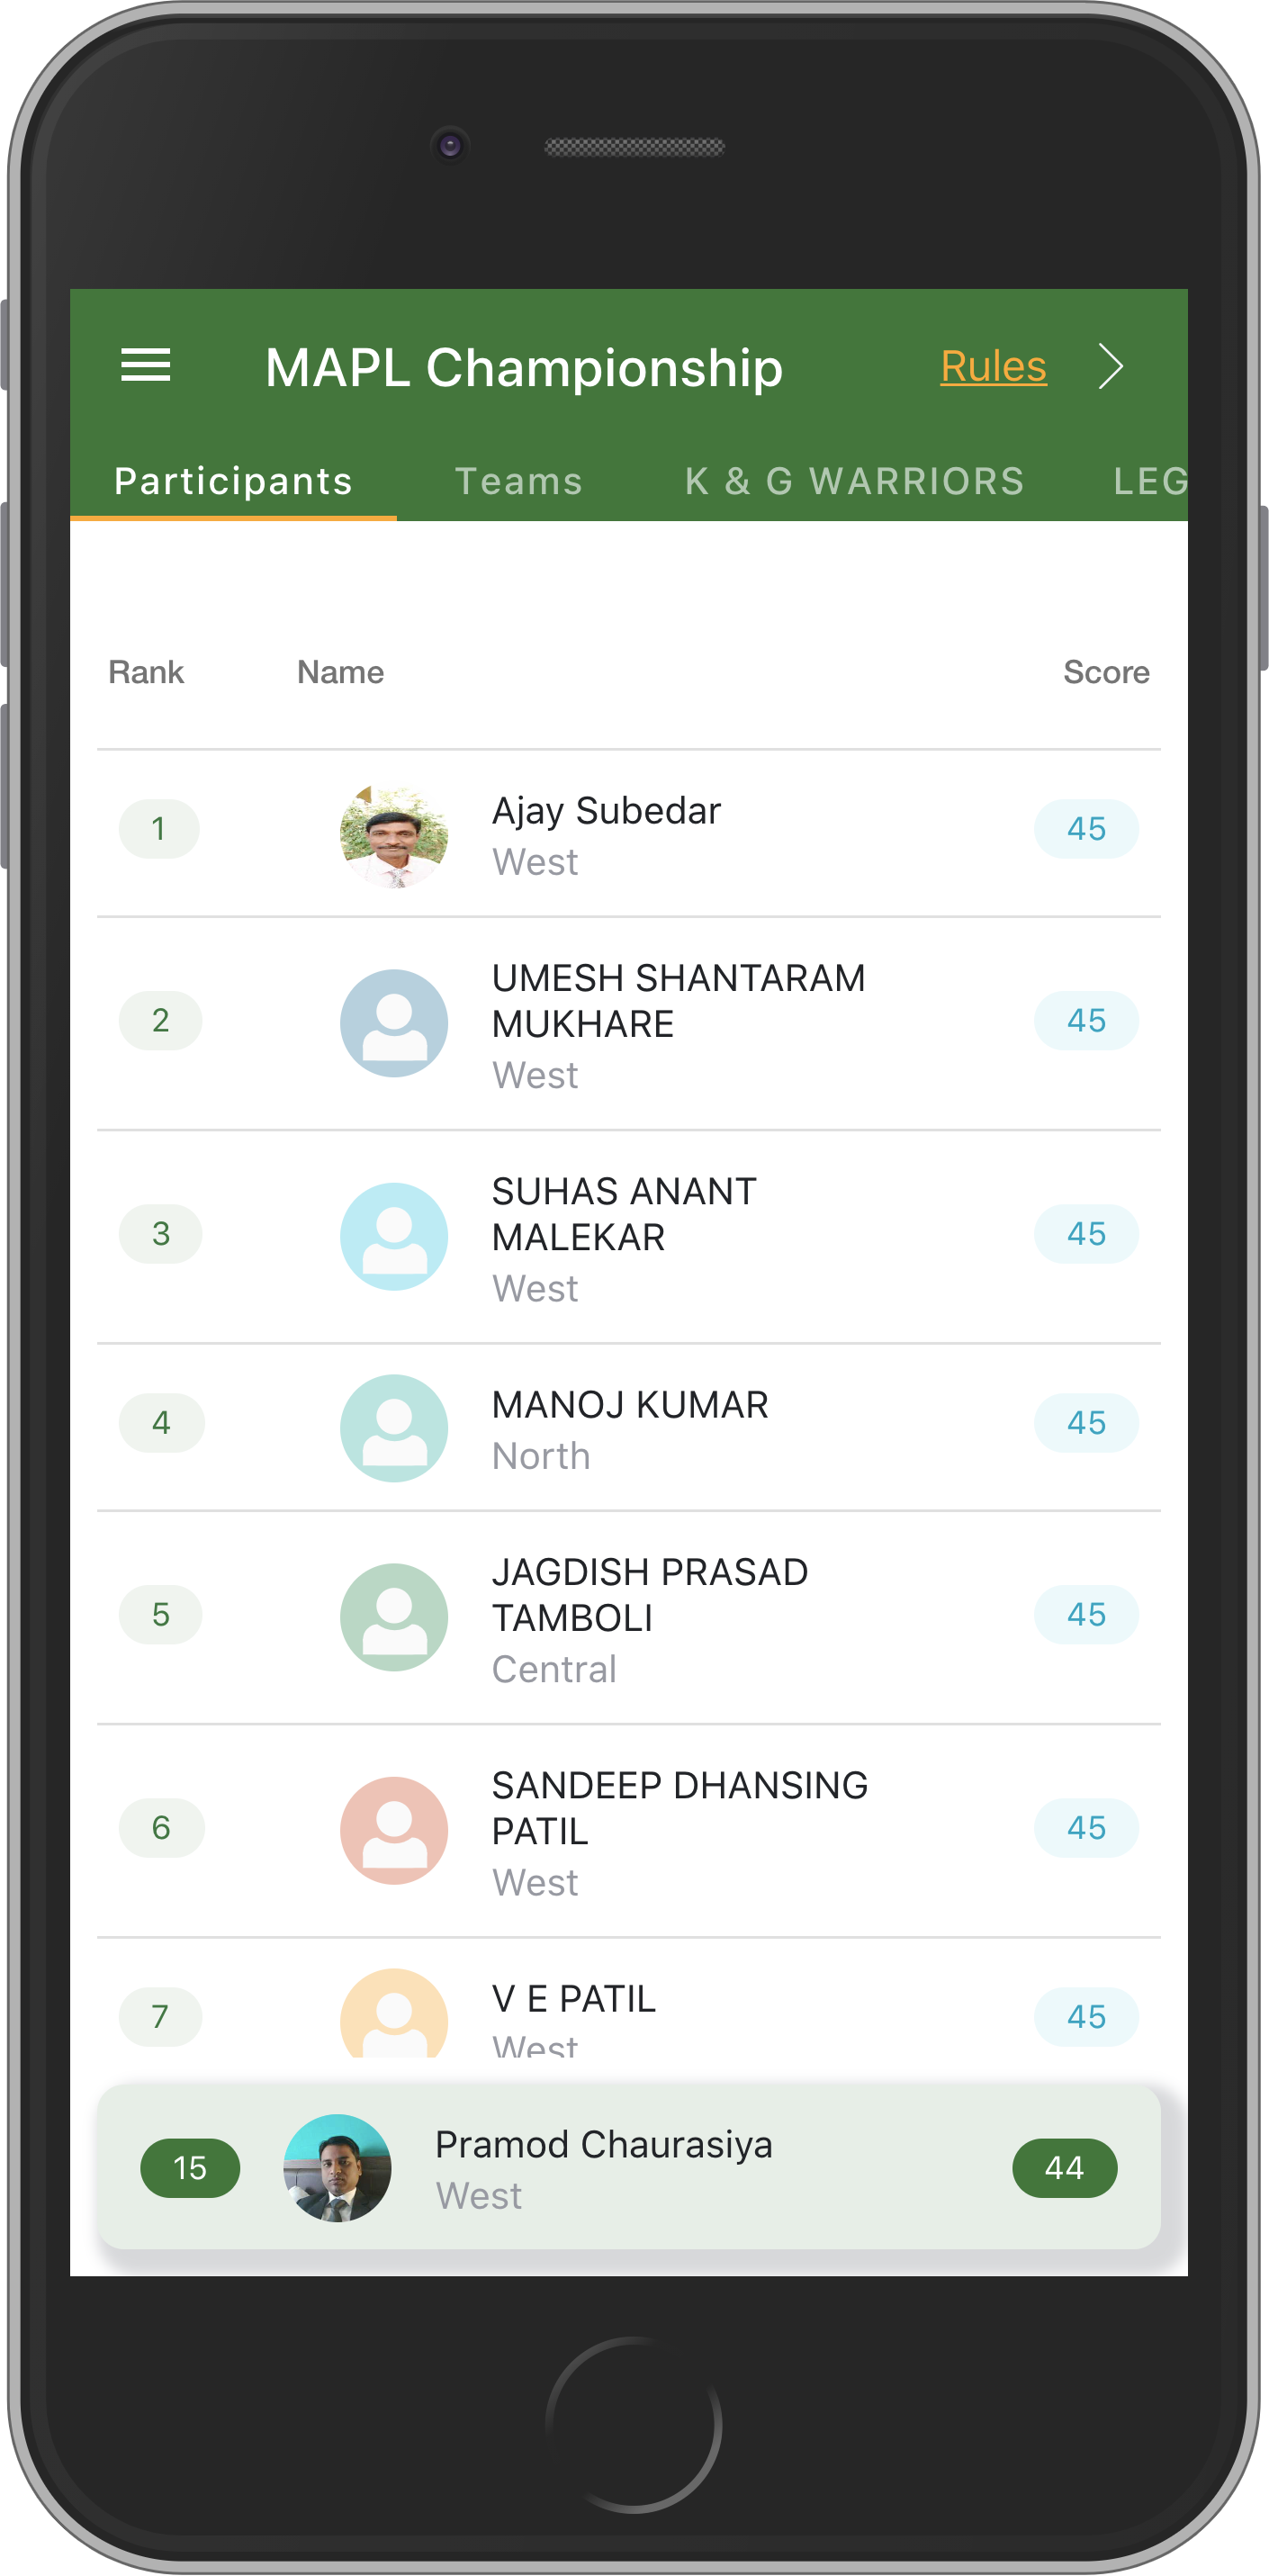 MAPL Championship Rules
Participants Teams K & G WARRIORS LEG
Rank Name Score
1 Ajay Subedar 45
West
2 UMESH SHANTARAM 45
MUKHARE
West
3 SUHAS ANANT 45
MALEKAR
West
4 MANOJ KUMAR 45
North
5 JAGDISH PRASAD 45
TAMBOLI
Central
6 SANDEEP DHANSING 45
PATIL
West
7 V E PATIL 45
West
15 Pramod Chaurasiya 44
West